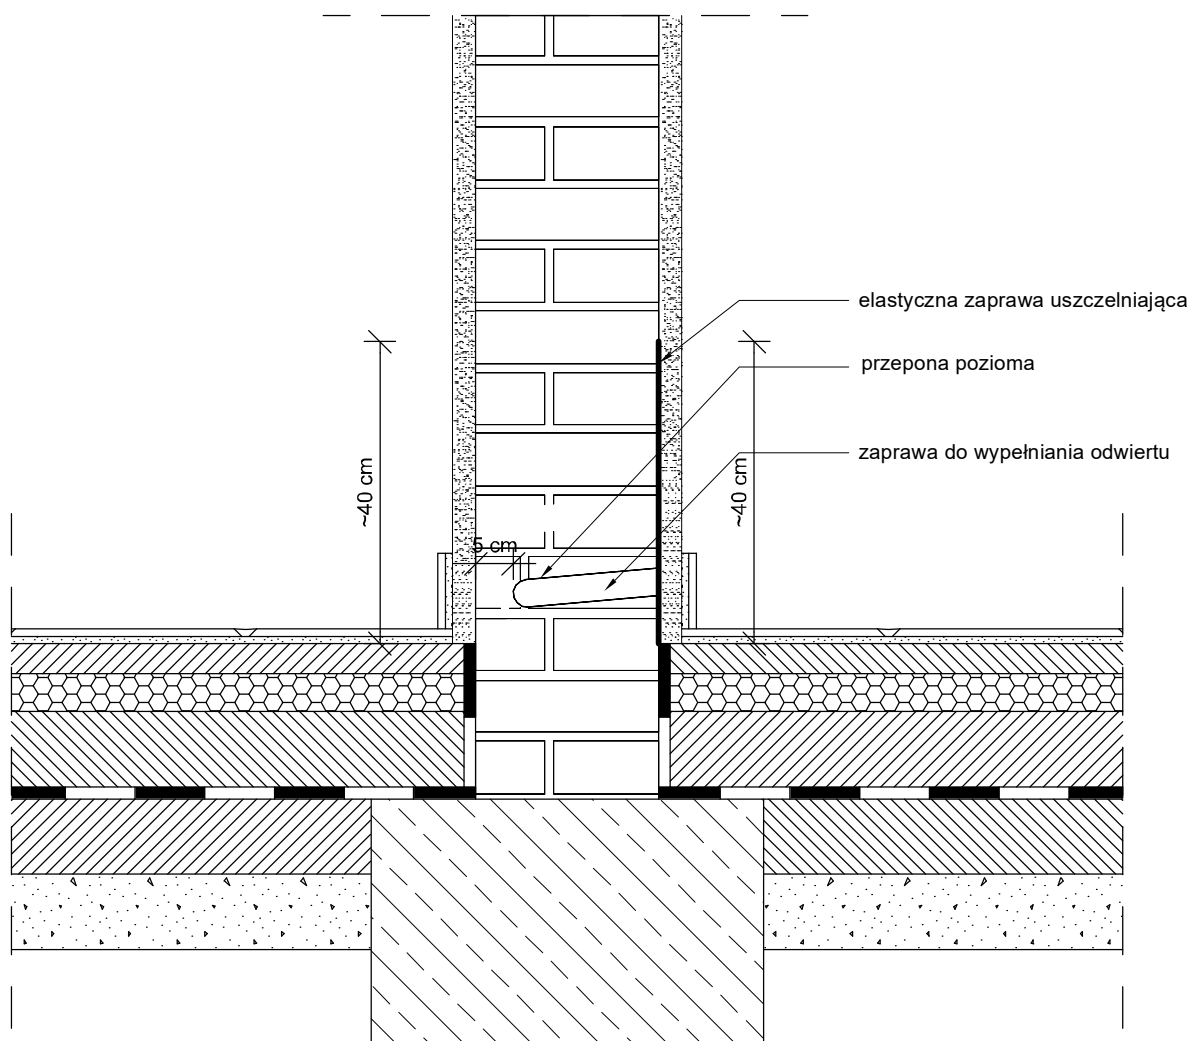 elastyczna zaprawa uszczelniająca
przepona pozioma
zaprawa do wypełniania odwiertu
~40 cm
~40 cm
5 cm